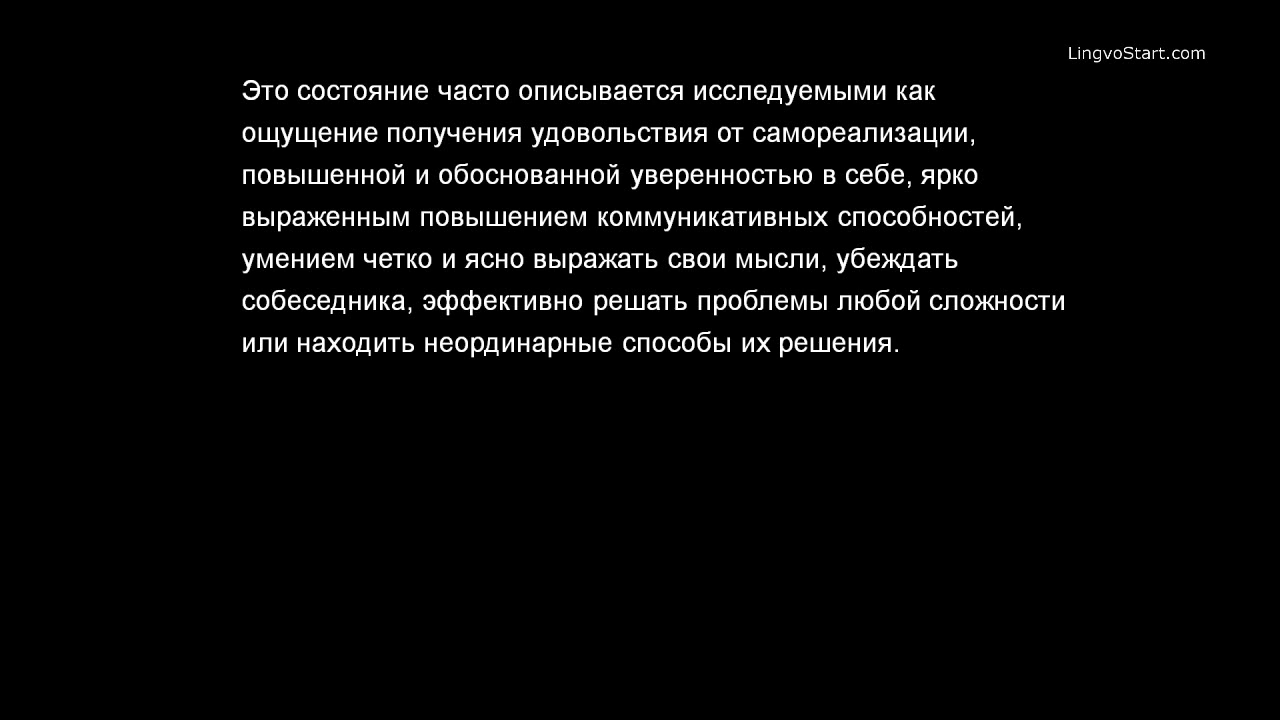 LingvoStart.com
Это состояние часто описывается исследуемыми как
ощущение получения удовольствия от самореализации,
повышенной и обоснованной уверенностью в себе, ярко
выраженным повышением коммуникативных способностей,
умением четко и ясно выражать свои мысли, убеждать
собеседника, эффективно решать проблемы любой сложности
или находить неординарные способы их решения.